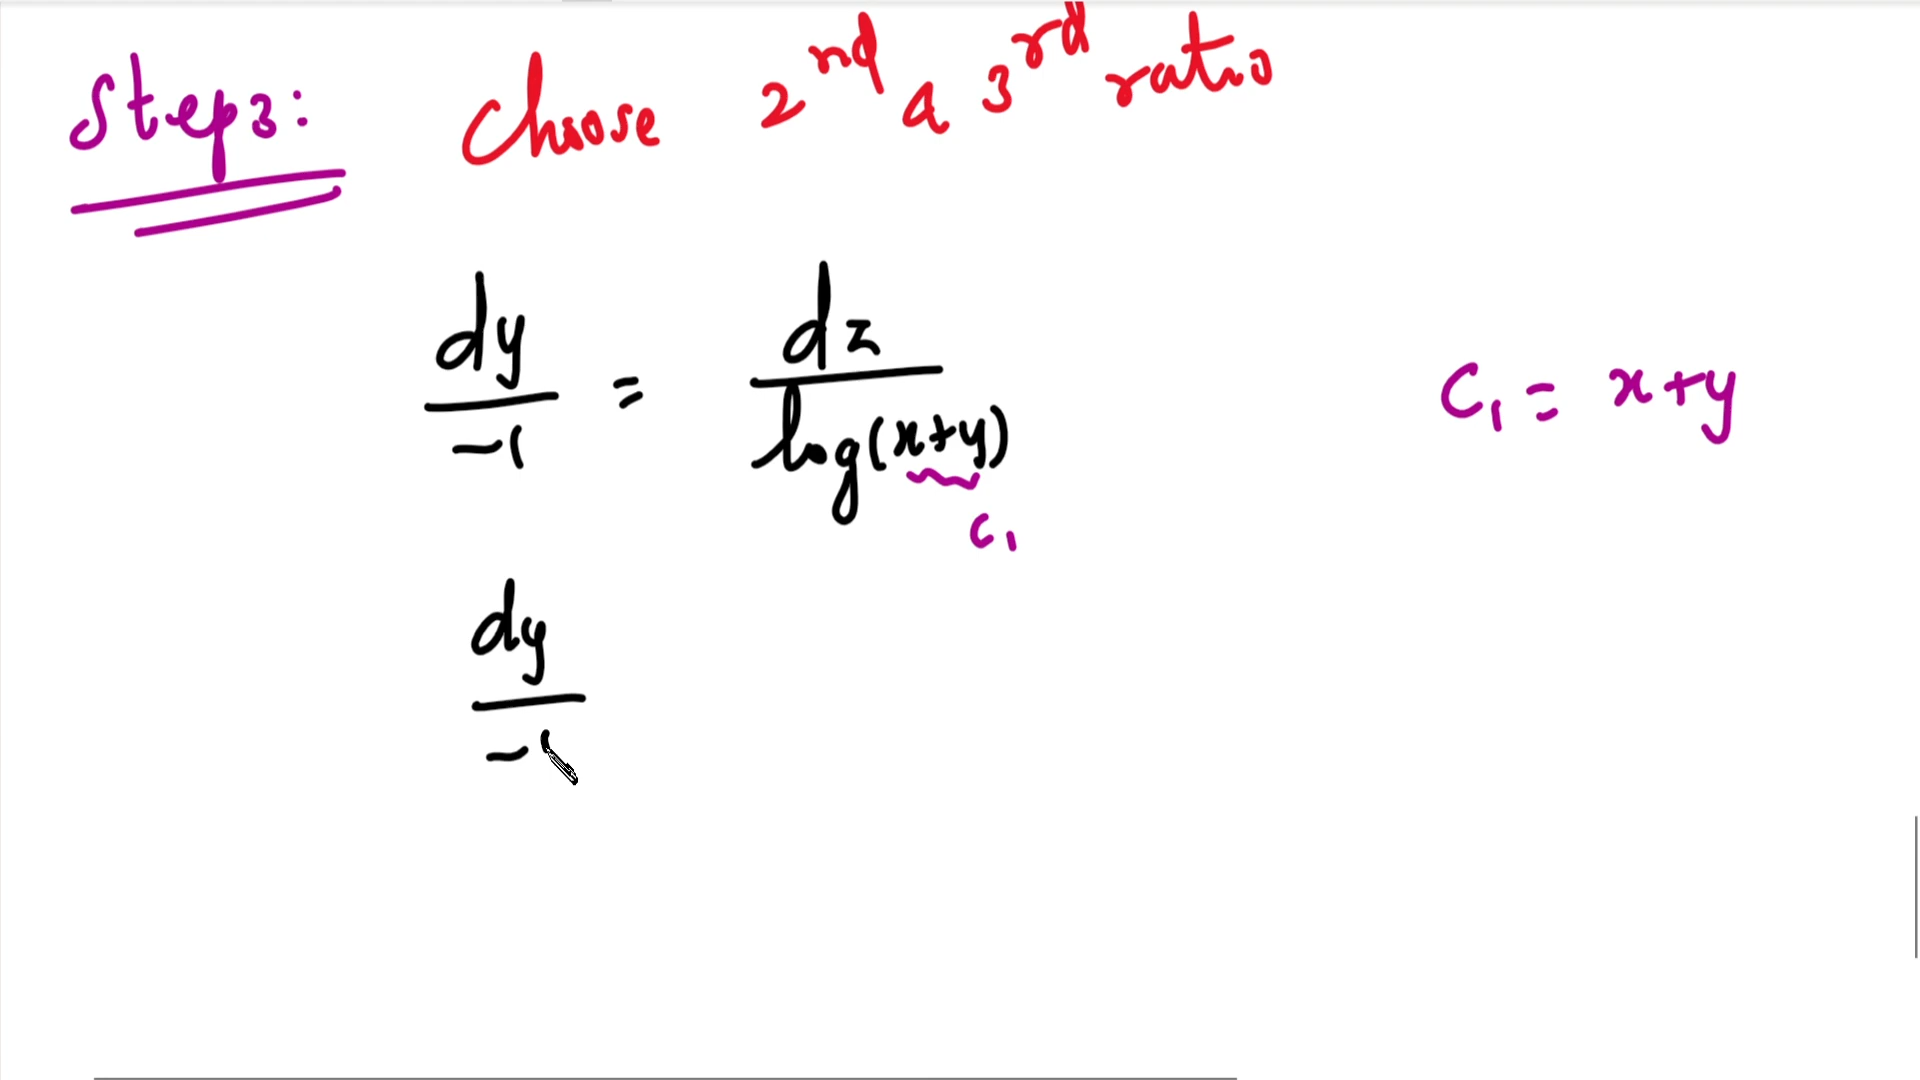 Step3: Choose 2nd & 3rd ratio
dy/-1 = dz/log(x+y)
C1 = x+y
C1
dy/-1